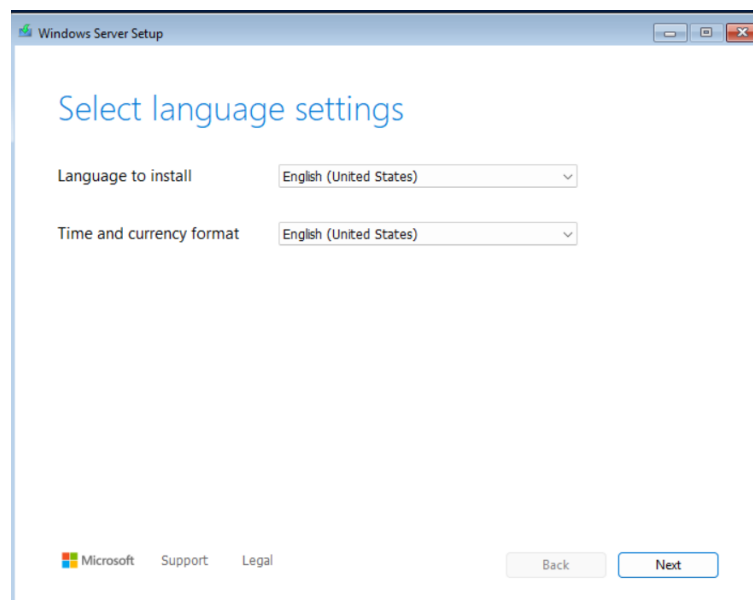 Windows Server Setup
Select language settings
Language to install English (United States)
Time and currency format English (United States)
Microsoft Support Legal Back Next